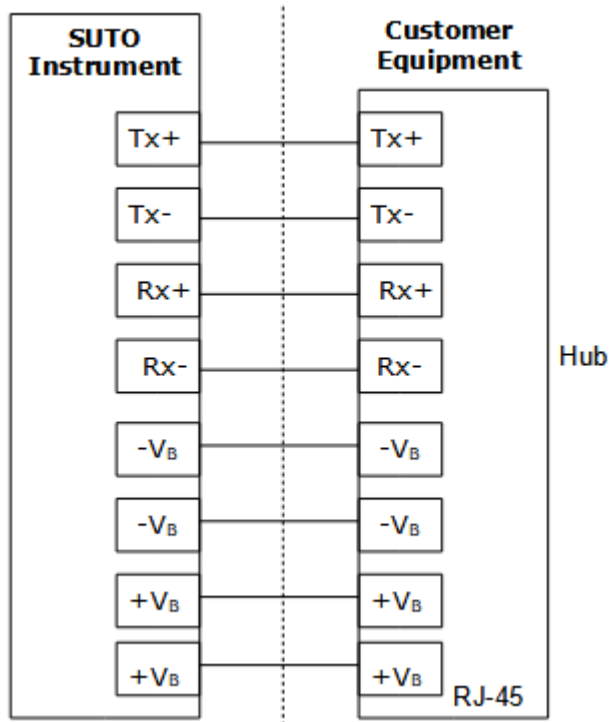 SUTO
Instrument
Customer
Equipment
Tx+
Tx+
Tx-
Tx-
Rx+
Rx+
Rx-
Rx-
Hub
-VB
-VB
-VB
-VB
+VB
+VB
+VB
+VB
RJ-45